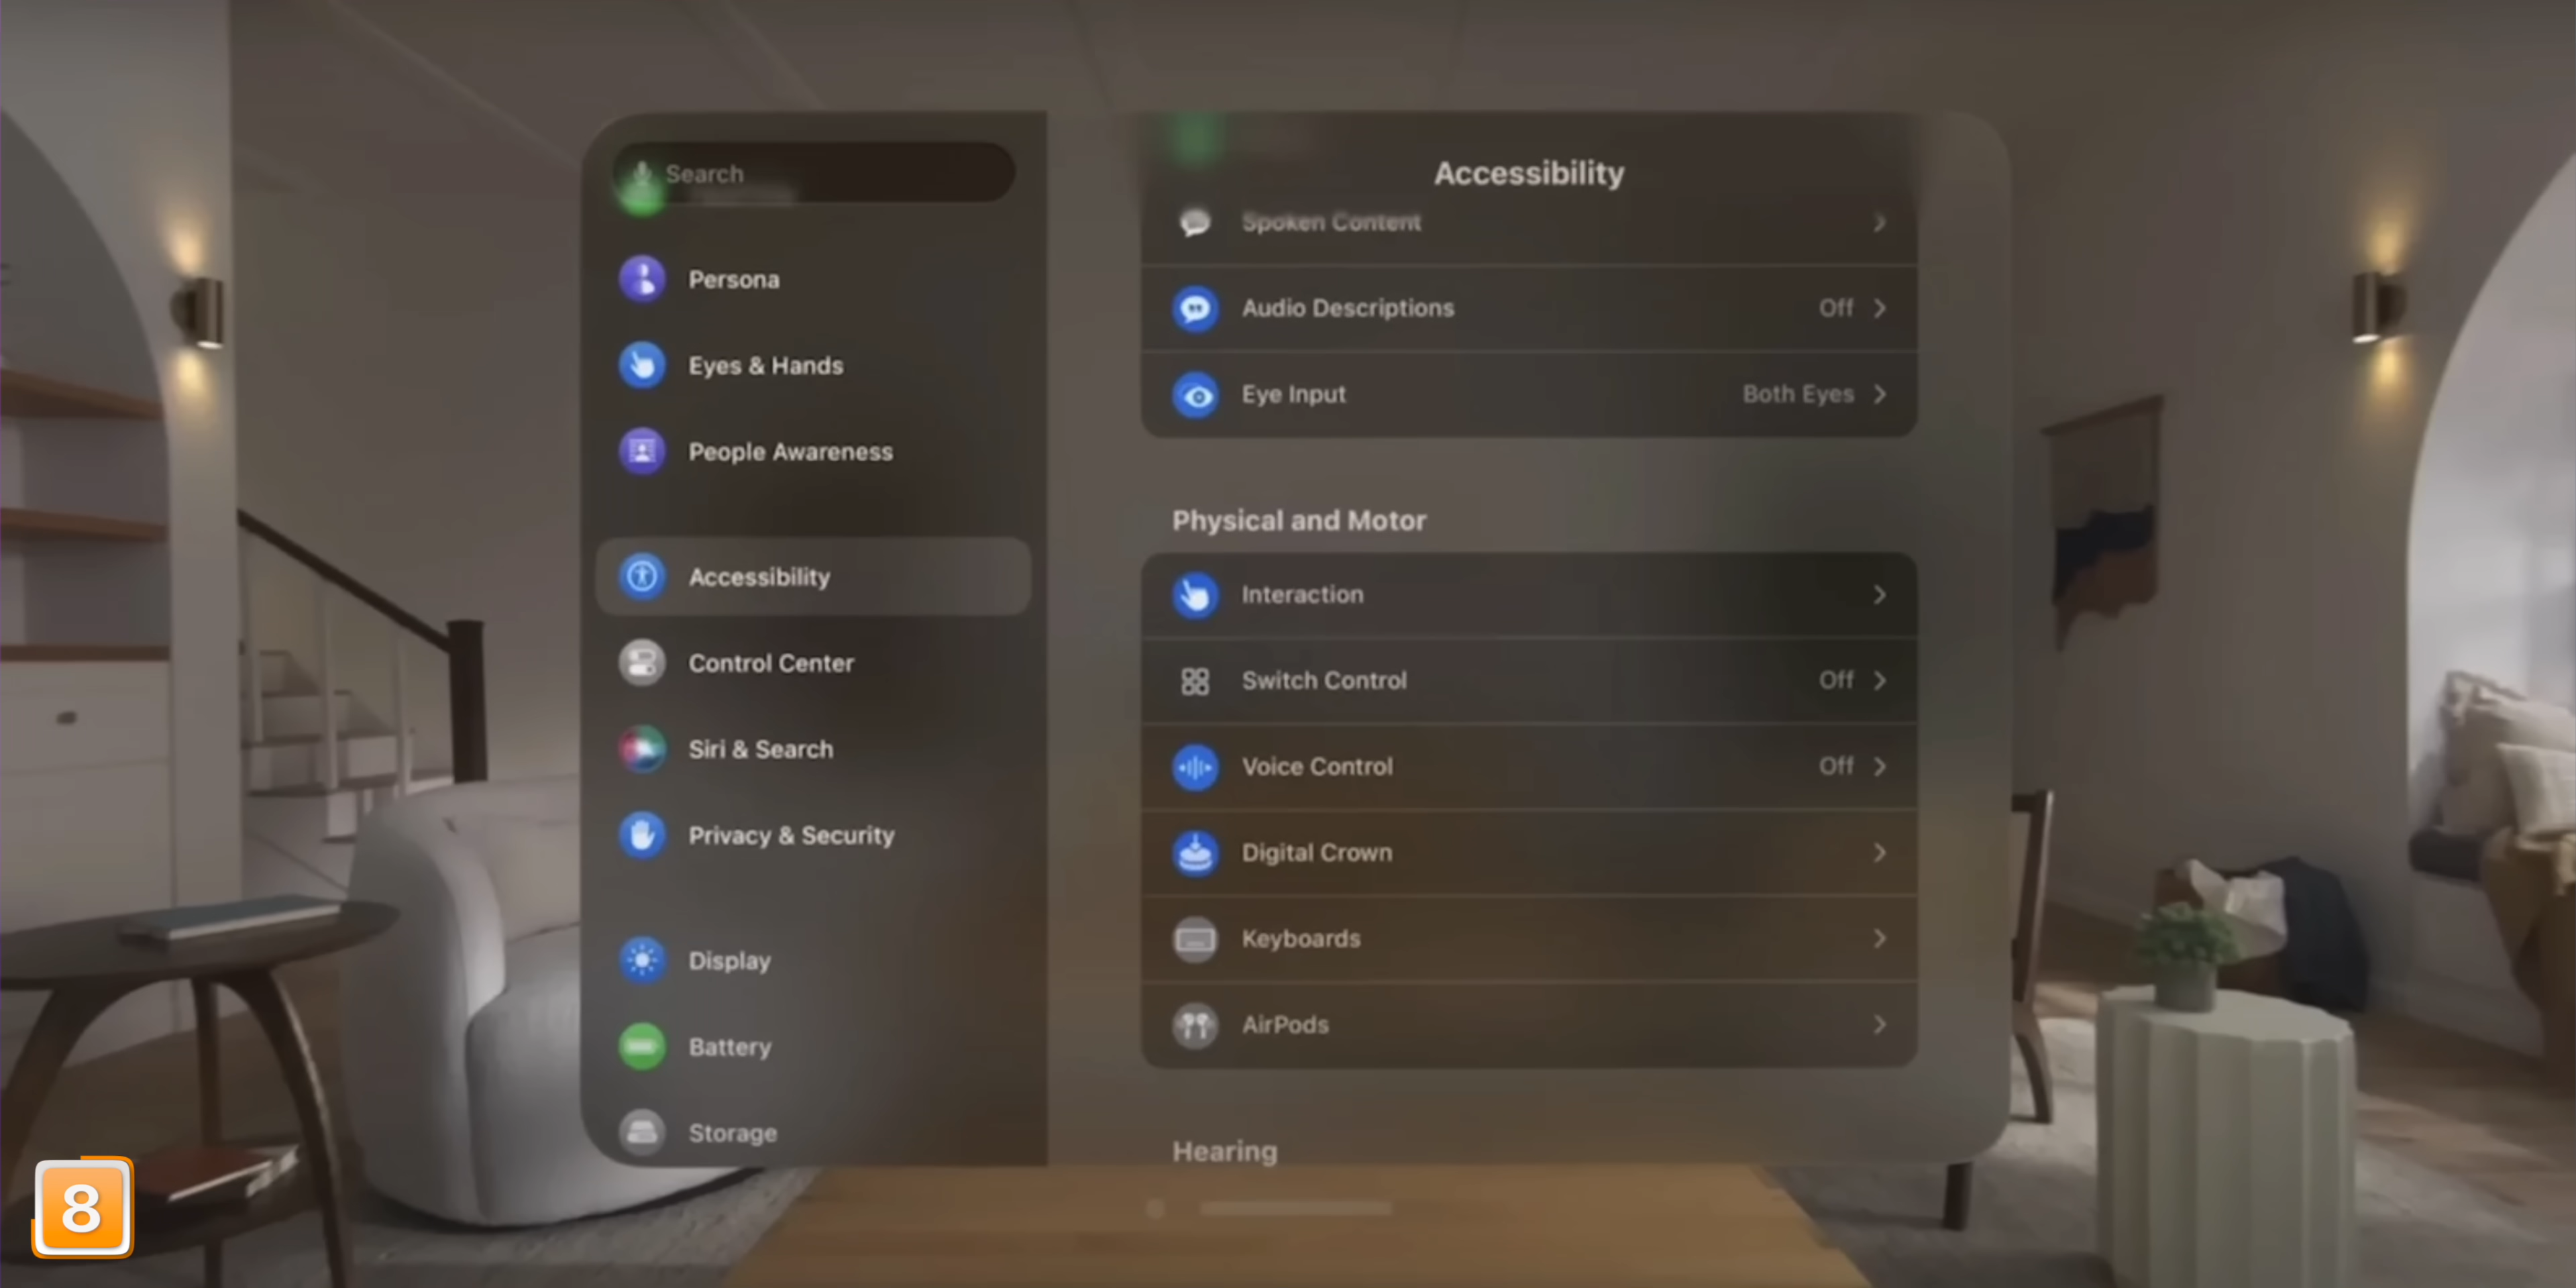 Search
Persona
Eyes & Hands
People Awareness
Accessibility
Control Center
Siri & Search
Privacy & Security
Display
Battery
Storage
Accessibility
Spoken Content
Audio Descriptions Off
Eye Input Both Eyes
Physical and Motor
Interaction
Switch Control Off
Voice Control Off
Digital Crown
Keyboards
AirPods
Hearing
8